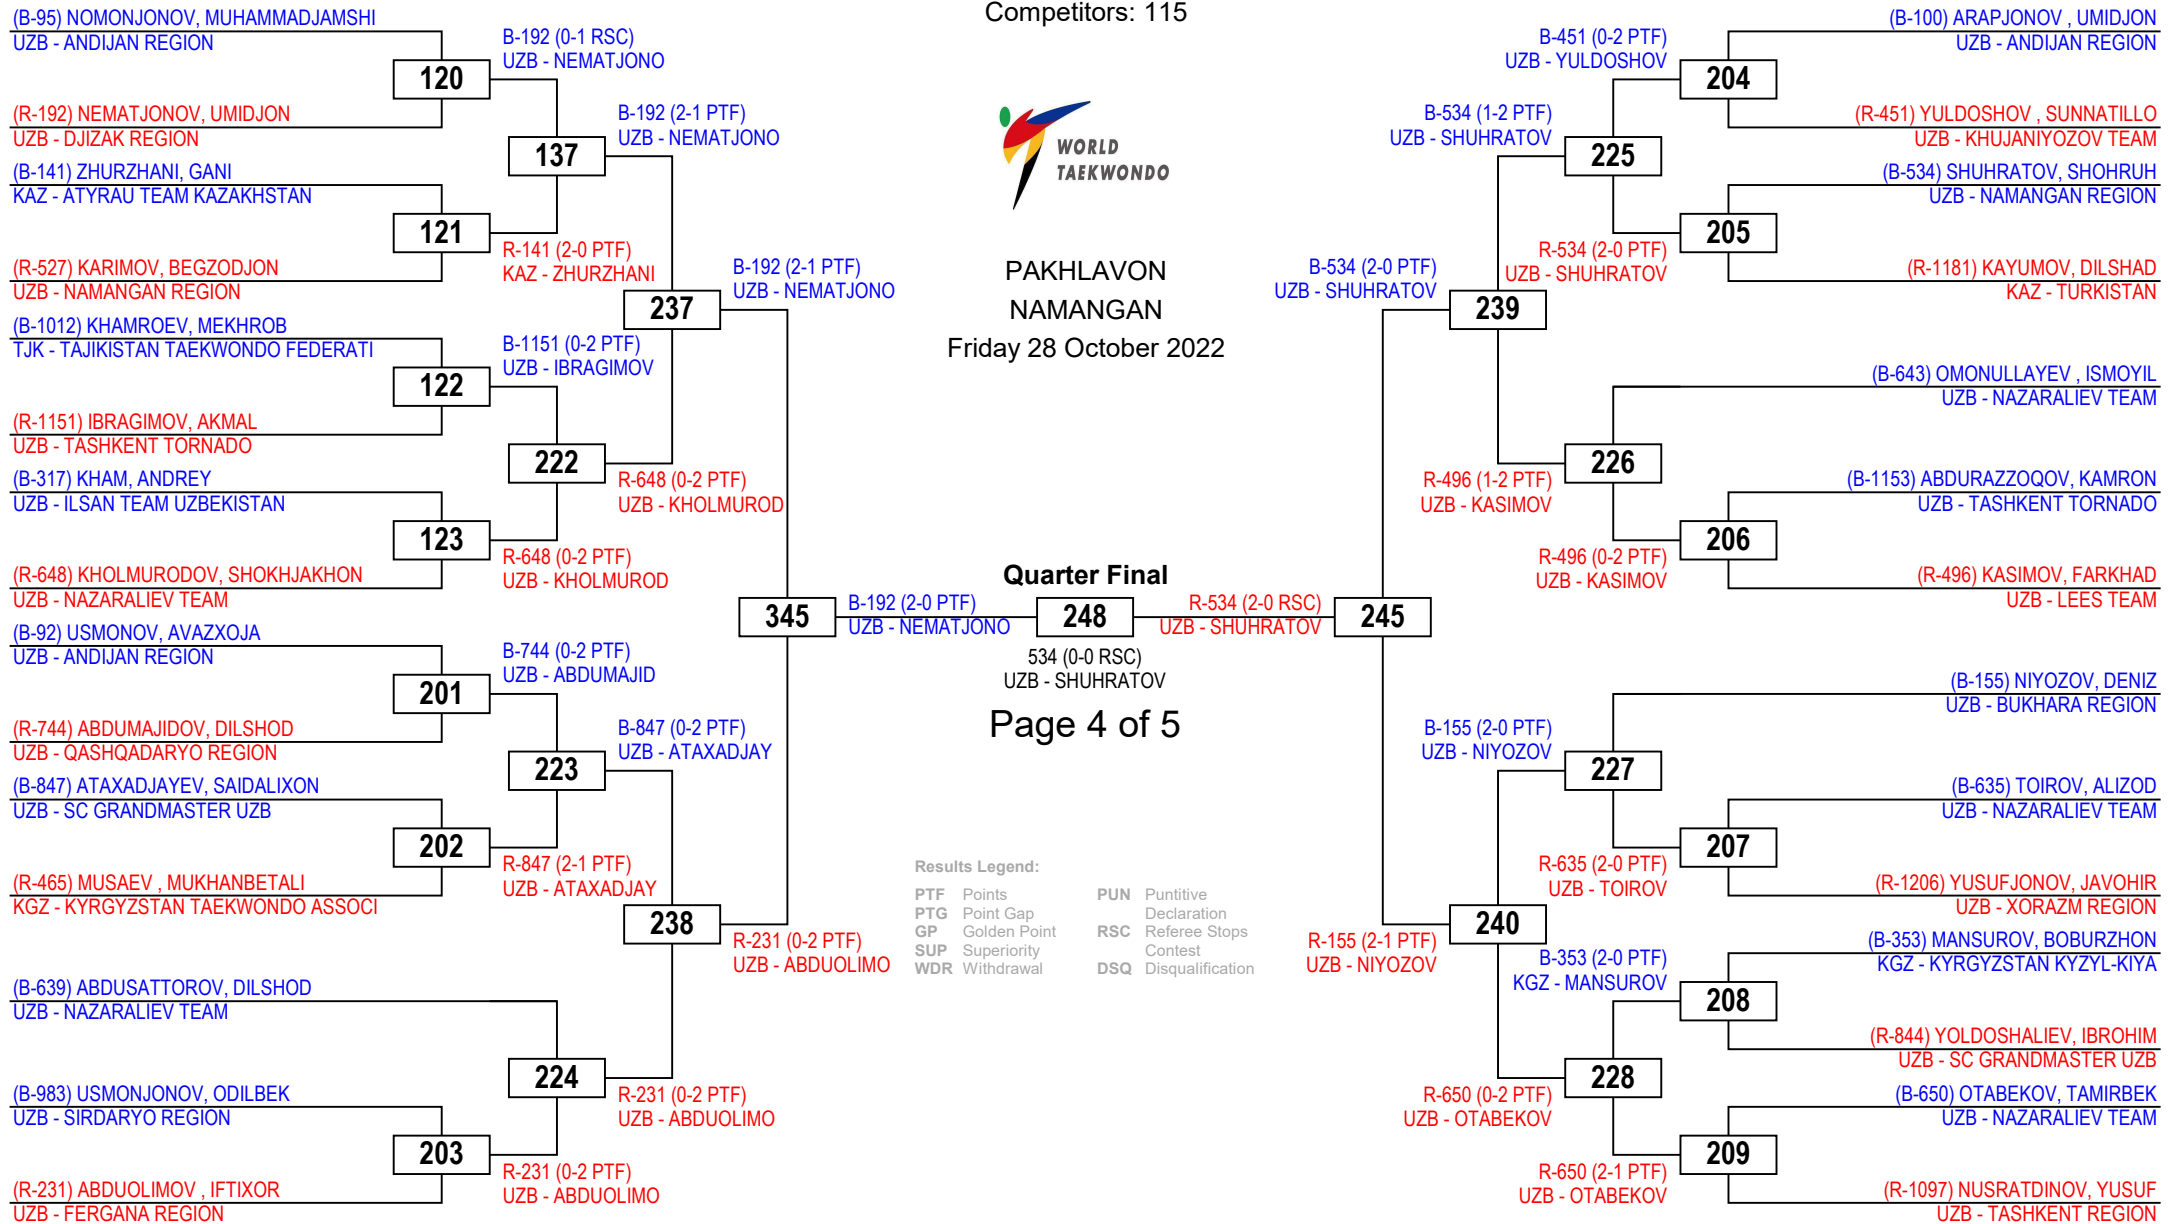 Competitors: 115
WORLD
TAEKWONDO
PAKHLAVON
NAMANGAN
Friday 28 October 2022
(B-95) NOMONJONOV, MUHAMMADJAMSHI
UZB - ANDIJAN REGION
120
(R-192) NEMATJONOV, UMIDJON
UZB - DJIZAK REGION
(B-141) ZHURZHANI, GANI
KAZ - ATYRAU TEAM KAZAKHSTAN
121
(R-527) KARIMOV, BEGZODJON
UZB - NAMANGAN REGION
(B-1012) KHAMROEV, MEKHROB
TJK - TAJIKISTAN TAEKWONDO FEDERATI
122
(R-1151) IBRAGIMOV, AKMAL
UZB - TASHKENT TORNADO
(B-317) KHAM, ANDREY
UZB - ILSAN TEAM UZBEKISTAN
123
(R-648) KHOLMURODOV, SHOKHJAKHON
UZB - NAZARALIEV TEAM
(B-92) USMONOV, AVAZXOJA
UZB - ANDIJAN REGION
201
(R-744) ABDUMAJIDOV, DILSHOD
UZB - QASHQADARYO REGION
(B-847) ATAXADJAYEV, SAIDALIXON
UZB - SC GRANDMASTER UZB
202
(R-465) MUSAEV , MUKHANBETALI
KGZ - KYRGYZSTAN TAEKWONDO ASSOCI
(B-639) ABDUSATTOROV, DILSHOD
UZB - NAZARALIEV TEAM
(B-983) USMONJONOV, ODILBEK
UZB - SIRDARYO REGION
203
(R-231) ABDUOLIMOV , IFTIXOR
UZB - FERGANA REGION
B-192 (0-1 RSC)
UZB - NEMATJONO
137
R-141 (2-0 PTF)
KAZ - ZHURZHANI
B-1151 (0-2 PTF)
UZB - IBRAGIMOV
222
R-648 (0-2 PTF)
UZB - KHOLMUROD
B-744 (0-2 PTF)
UZB - ABDUMAJID
223
R-847 (2-1 PTF)
UZB - ATAXADJAY
224
R-231 (0-2 PTF)
UZB - ABDUOLIMO
B-192 (2-1 PTF)
UZB - NEMATJONO
237
R-648 (0-2 PTF)
UZB - KHOLMUROD
B-847 (0-2 PTF)
UZB - ATAXADJAY
238
R-231 (0-2 PTF)
UZB - ABDUOLIMO
B-192 (2-1 PTF)
UZB - NEMATJONO
345
R-231 (0-2 PTF)
UZB - ABDUOLIMO
B-192 (2-0 PTF)
UZB - NEMATJONO
Quarter Final
248
534 (0-0 RSC)
UZB - SHUHRATOV
Page 4 of 5
R-534 (2-0 RSC)
UZB - SHUHRATOV
Results Legend:
PTF Points
PTG Point Gap
GP Golden Point
SUP Superiority
WDR Withdrawal
PUN Puntitive
Declaration
RSC Referee Stops
Contest
DSQ Disqualification
B-534 (2-0 PTF)
UZB - SHUHRATOV
245
R-155 (2-1 PTF)
UZB - NIYOZOV
B-534 (1-2 PTF)
UZB - SHUHRATOV
239
R-496 (1-2 PTF)
UZB - KASIMOV
B-155 (2-0 PTF)
UZB - NIYOZOV
240
R-650 (0-2 PTF)
UZB - OTABEKOV
B-451 (0-2 PTF)
UZB - YULDOSHOV
225
R-534 (2-0 PTF)
UZB - SHUHRATOV
226
R-496 (0-2 PTF)
UZB - KASIMOV
227
R-635 (2-0 PTF)
UZB - TOIROV
B-353 (2-0 PTF)
KGZ - MANSUROV
228
R-650 (2-1 PTF)
UZB - OTABEKOV
(B-100) ARAPJONOV , UMIDJON
UZB - ANDIJAN REGION
204
(R-451) YULDOSHOV , SUNNATILLO
UZB - KHUJANIYOZOV TEAM
(B-534) SHUHRATOV, SHOHRUH
UZB - NAMANGAN REGION
205
(R-1181) KAYUMOV, DILSHAD
KAZ - TURKISTAN
(B-643) OMONULLAYEV , ISMOYIL
UZB - NAZARALIEV TEAM
(B-1153) ABDURAZZOQOV, KAMRON
UZB - TASHKENT TORNADO
206
(R-496) KASIMOV, FARKHAD
UZB - LEES TEAM
(B-155) NIYOZOV, DENIZ
UZB - BUKHARA REGION
(B-635) TOIROV, ALIZOD
UZB - NAZARALIEV TEAM
207
(R-1206) YUSUFJONOV, JAVOHIR
UZB - XORAZM REGION
(B-353) MANSUROV, BOBURZHON
KGZ - KYRGYZSTAN KYZYL-KIYA
208
(R-844) YOLDOSHALIEV, IBROHIM
UZB - SC GRANDMASTER UZB
(B-650) OTABEKOV, TAMIRBEK
UZB - NAZARALIEV TEAM
209
(R-1097) NUSRATDINOV, YUSUF
UZB - TASHKENT REGION